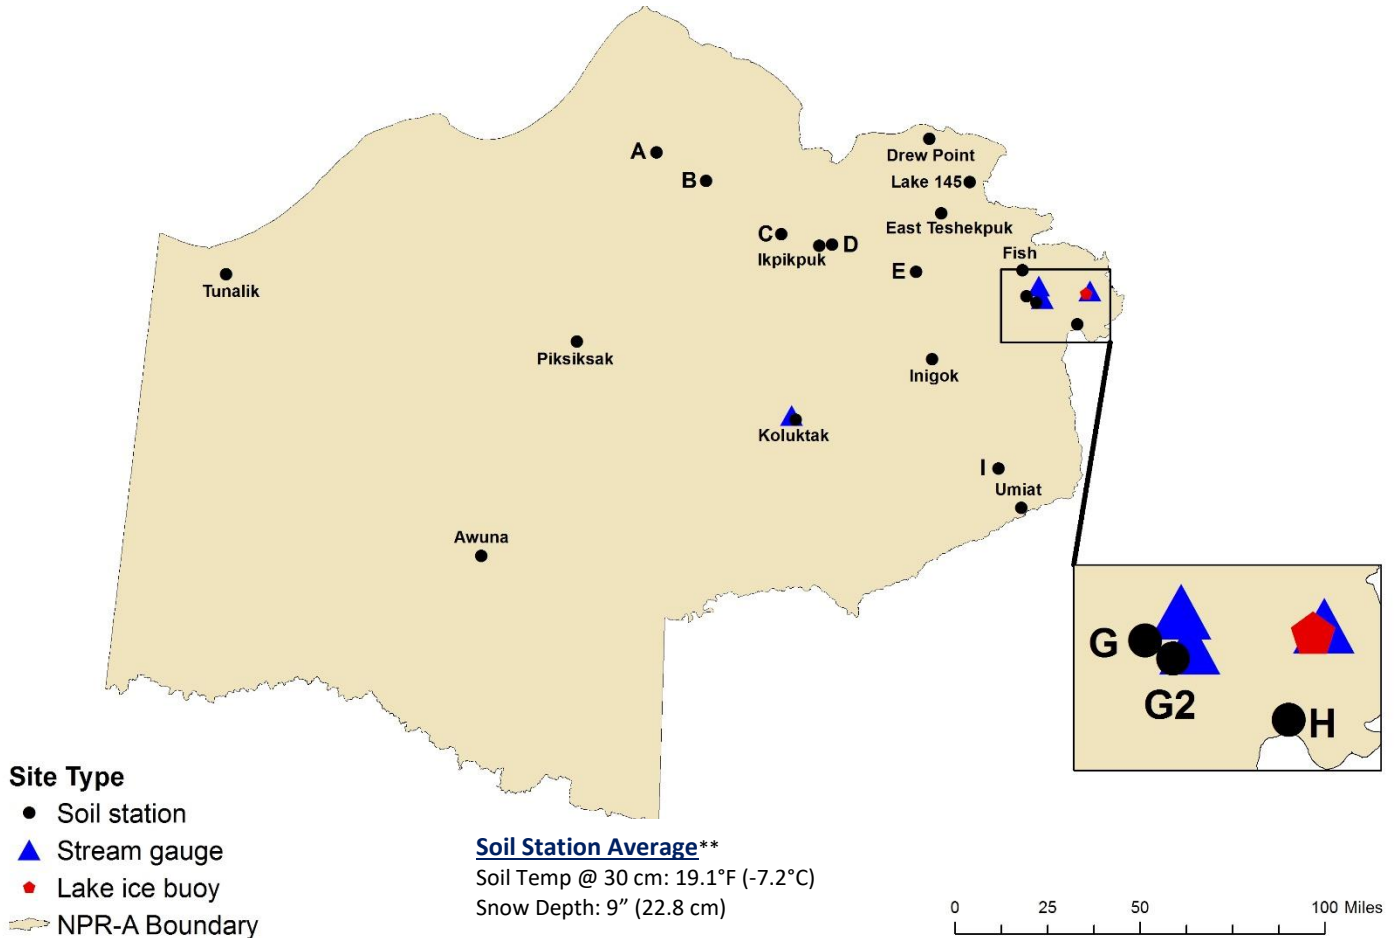 A
Drew Point
B
Lake 145
East Teshekpuk
C
D
Ikpikpuk
Fish
E
Tunalik
Piksiksak
Inigok
Koluktak
I
Umiat
Awuna
G
G2
H
Site Type
Soil station
Stream gauge
Lake ice buoy
NPR-A Boundary
Soil Station Average**
Soil Temp @ 30 cm: 19.1°F (-7.2°C)
Snow Depth: 9” (22.8 cm)
0 25 50 100 Miles